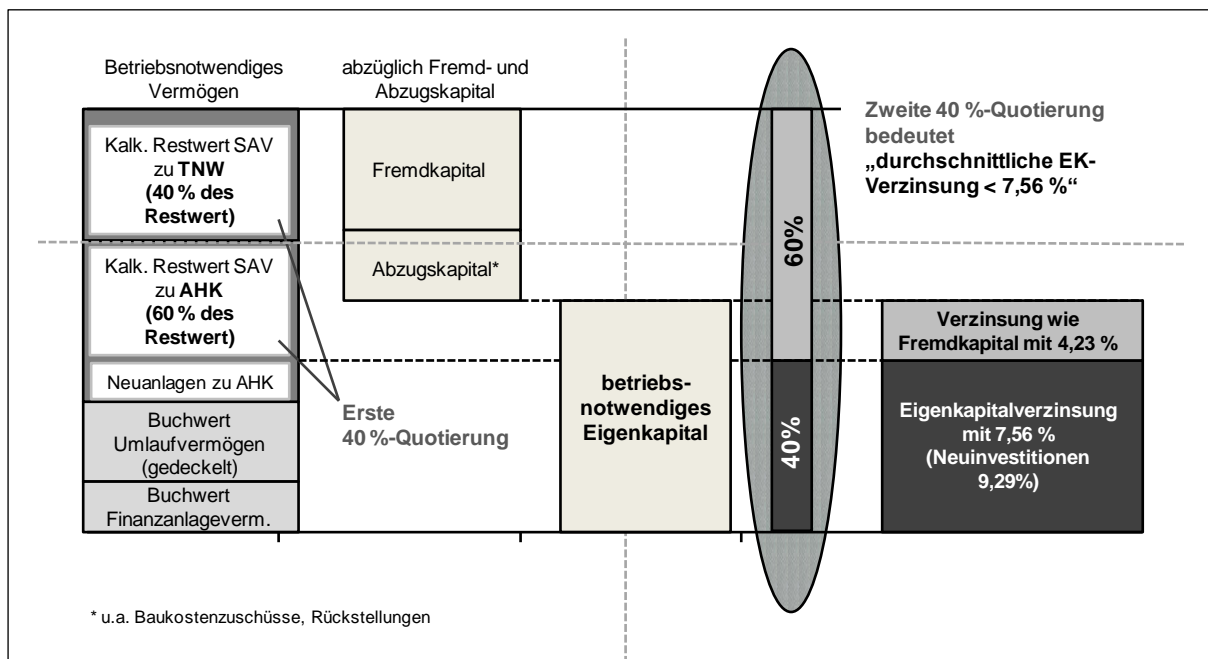 Betriebsnotwendiges
Vermögen
abzüglich Fremd- und
Abzugskapital
Kalk. Restwert SAV
zu TNW
(40 % des
Restwert)
Kalk. Restwert SAV
zu AHK
(60 % des
Restwert)
Neuanlagen zu AHK
Buchwert
Umlaufvermögen
(gedeckelt)
Buchwert
Finanzanlageverm.
Fremdkapital
Abzugskapital*
Erste
40 %-Quotierung
betriebs-
notwendiges
Eigenkapital
60%
40%
Zweite 40 %-Quotierung
bedeutet
„durchschnittliche EK-
Verzinsung < 7,56 %“
Verzinsung wie
Fremdkapital mit 4,23 %
Eigenkapitalverzinsung
mit 7,56 %
(Neuinvestitionen
9,29%)
* u.a. Baukostenzuschüsse, Rückstellungen